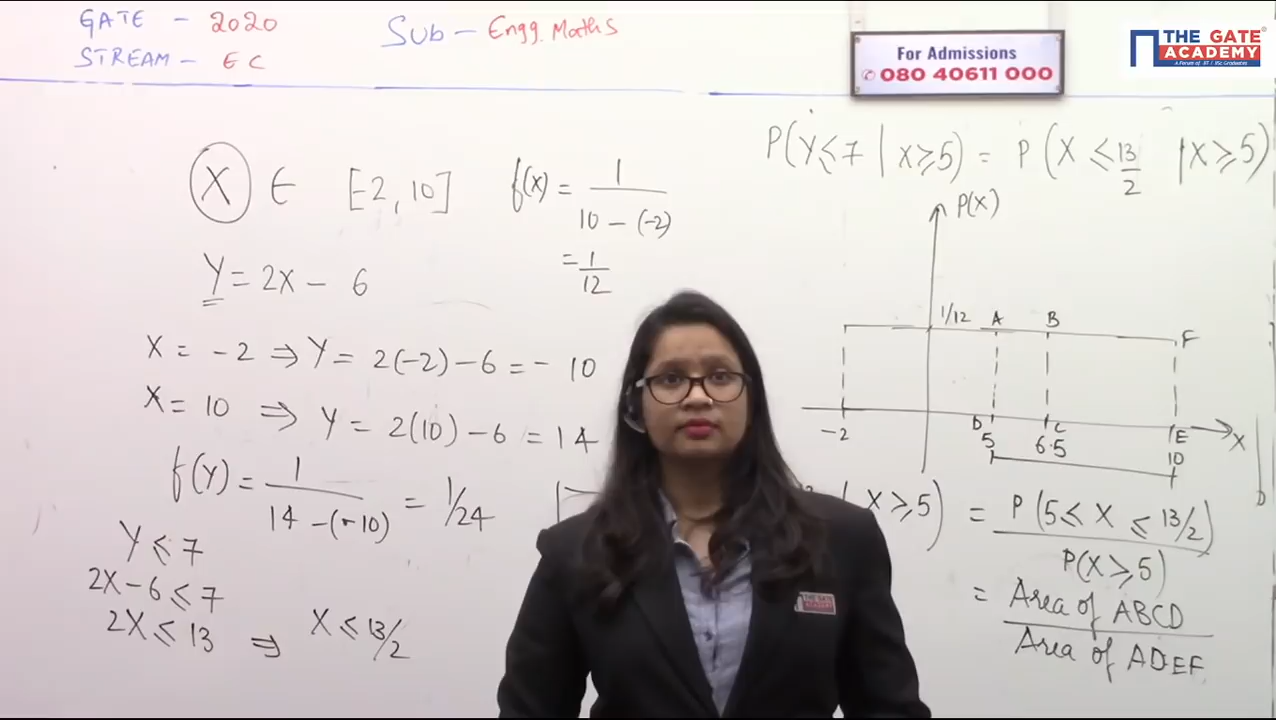 GATE - 2020
STREAM - EC
Sub - Engg. Maths
For Admissions
080 40611 000
THE GATE ACADEMY
X ∈ [-2, 10]
f(x) = 1 / 10 - (-2)
= 1/12
Y = 2X - 6
X = -2 ⇒ Y = 2(-2) - 6 = - 10
X = 10 ⇒ Y = 2(10) - 6 = 14
f(Y) = 1 / 14 - (-10) = 1/24
Y ≤ 7
2X - 6 ≤ 7
2X ≤ 13 ⇒ X ≤ 13/2
P(Y ≤ 7 | X ≥ 5) = P(X ≤ 13/2 | X ≥ 5)
P(X)
1/12 A B F
-2 D C E X
5 6.5 10
X ≥ 5) = P(5 ≤ X ≤ 13/2) / P(X ≥ 5)
= Area of ABCD / Area of ADEF
THE GATE ACADEMY